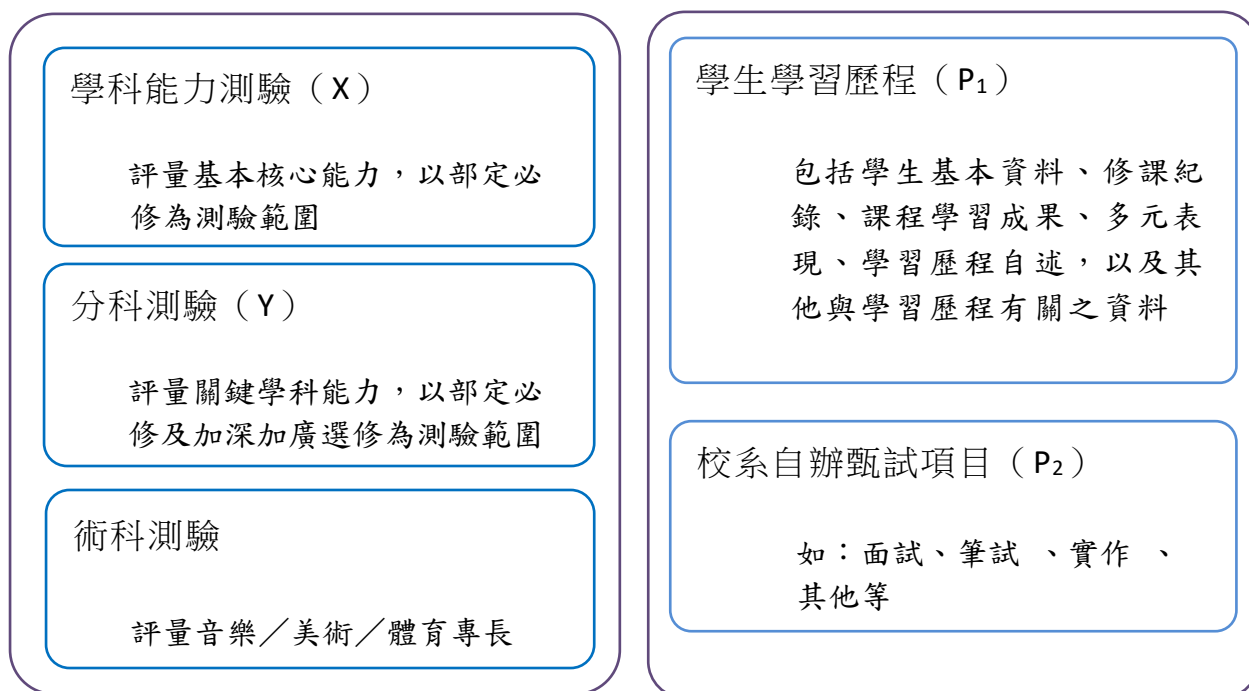 學科能力測驗（X）
評量基本核心能力，以部定必
修為測驗範圍
分科測驗（Y）
評量關鍵學科能力，以部定必
修及加深加廣選修為測驗範圍
術科測驗
評量音樂／美術／體育專長
學生學習歷程（P₁）
包括學生基本資料、修課紀
錄、課程學習成果、多元表
現、學習歷程自述，以及其
他與學習歷程有關之資料
校系自辦甄試項目（P₂）
如：面試、筆試 、實作 、
其他等